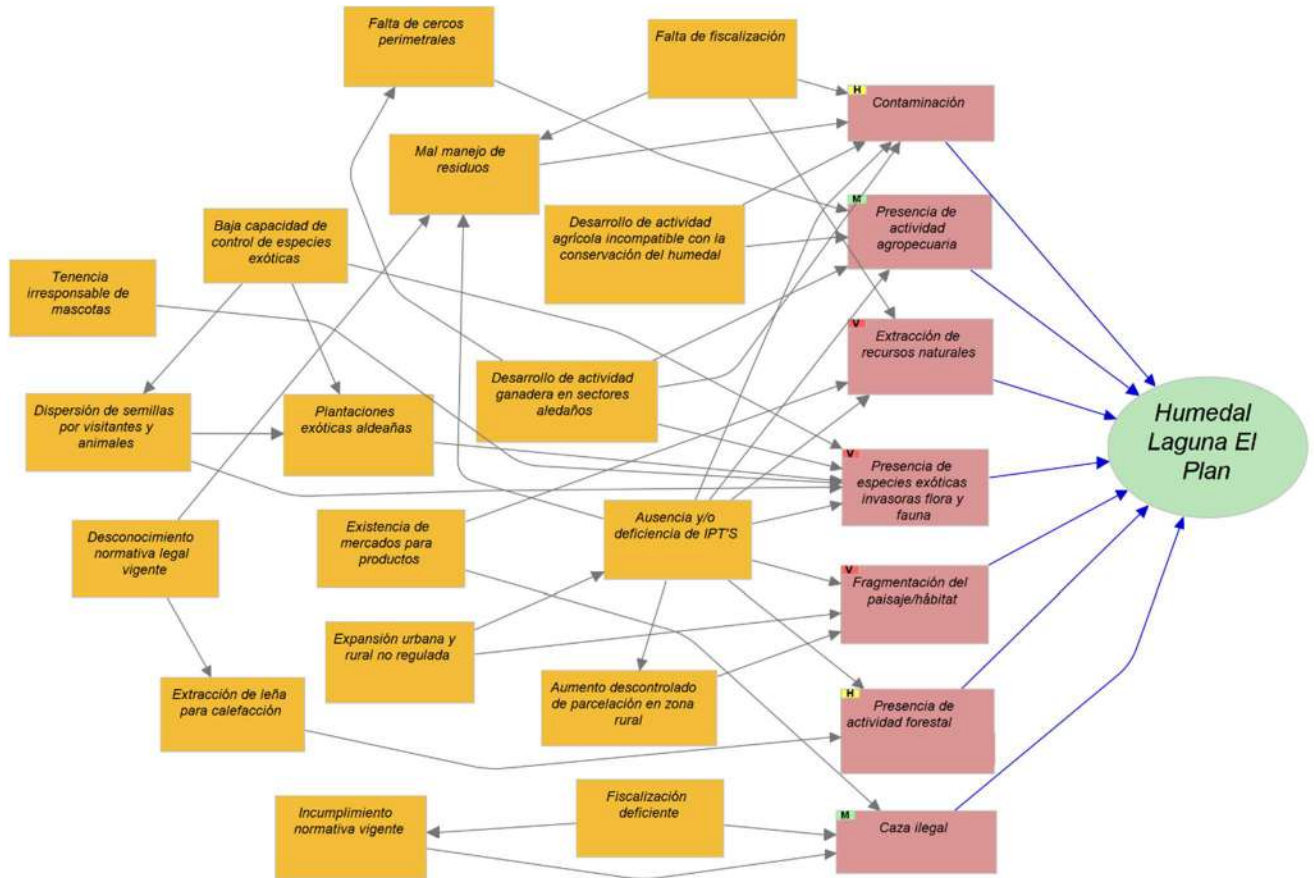 Falta de cercos
perimetrales
Falta de fiscalización
H
Contaminación
Mal manejo de
residuos
M
Presencia de
actividad
agropecuaria
Baja capacidad de
control de especies
exóticas
Desarrollo de actividad
agrícola incompatible con la
conservación del humedal
Tenencia
irresponsable de
mascotas
V
Extracción de
recursos naturales
Desarrollo de actividad
ganadera en sectores
aledaños
Dispersión de semillas
por visitantes y
animales
Plantaciones
exóticas aldeañas
Humedal
Laguna El
Plan
V
Presencia de
especies exóticas
invasoras flora y
fauna
Existencia de
mercados para
productos
Ausencia y/o
deficiencia de IPT'S
Desconocimiento
normativa legal
vigente
V
Fragmentación del
paisaje/hâbitat
Expansión urbana y
rural no regulada
Aumento descontrolado
de parcelación en zona
rural
Extracción de leña
para calefacción
H
Presencia de
actividad forestal
Fiscalización
deficiente
Incumplimiento
normativa vigente
M
Caza ilegal